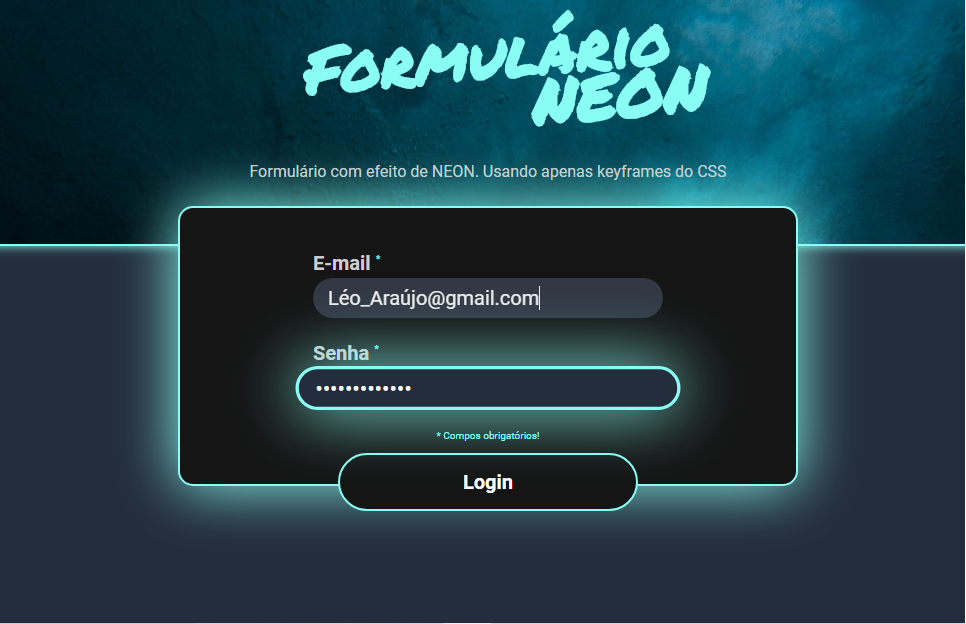 FORMULÁRIO
NEON
Formulário com efeito de NEON. Usando apenas keyframes do CSS
E-mail *
Léo_Araújo@gmail.com
Senha *
•••••••••••••
* Compos obrigatórios!
Login